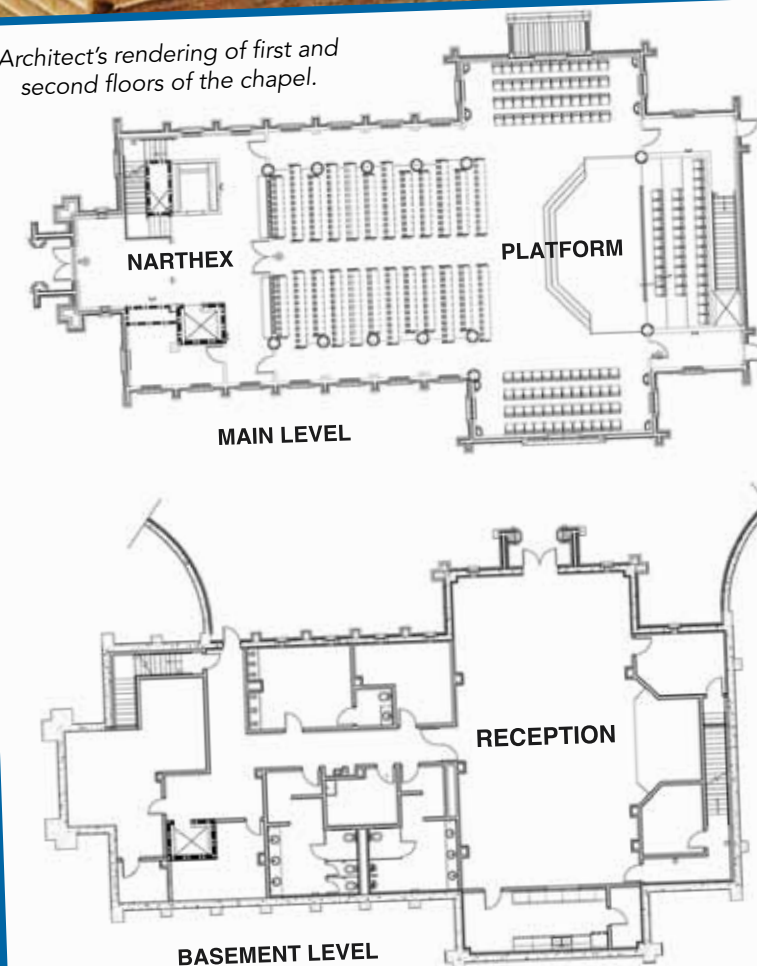 Architect's rendering of first and
second floors of the chapel.
NARTHEX
PLATFORM
MAIN LEVEL
RECEPTION
BASEMENT LEVEL